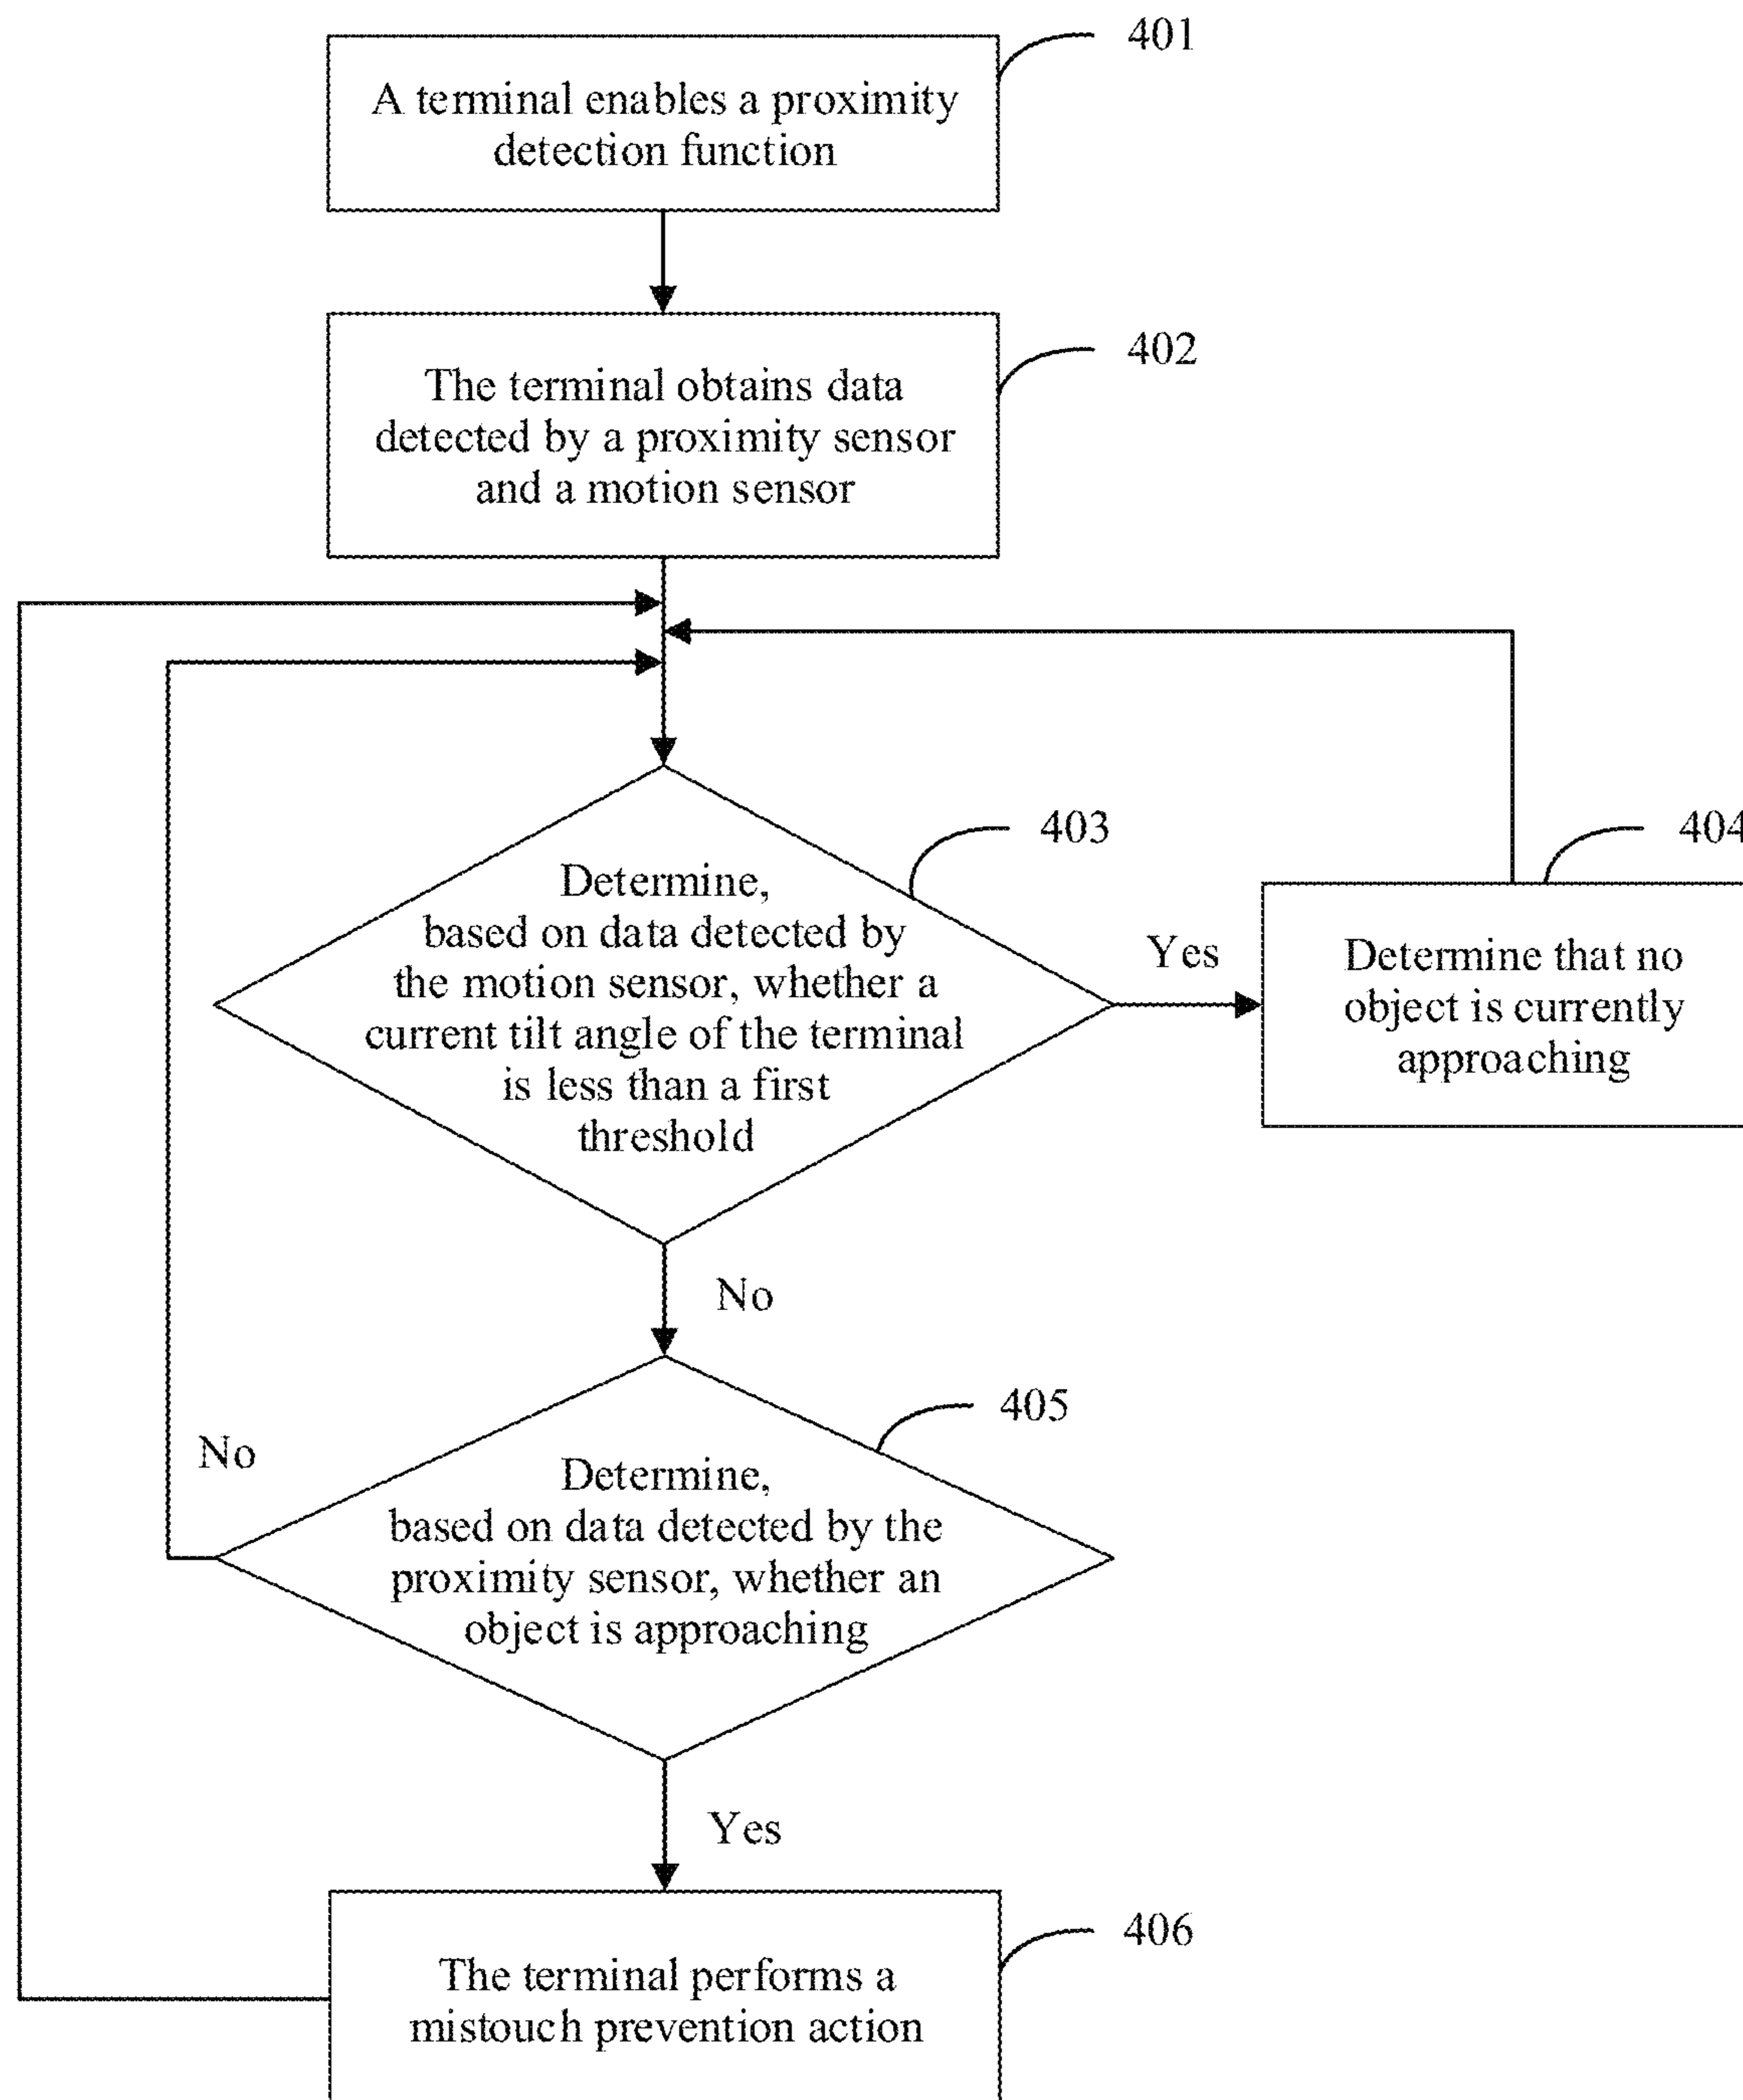 401
A terminal enables a proximity
detection function
402
The terminal obtains data
detected by a proximity sensor
and a motion sensor
403
Determine,
based on data detected by
the motion sensor, whether a
current tilt angle of the terminal
is less than a first
threshold
Yes
404
Determine that no
object is currently
approaching
No
405
Determine,
based on data detected by the
proximity sensor, whether an
object is approaching
No
Yes
406
The terminal performs a
mistouch prevention action